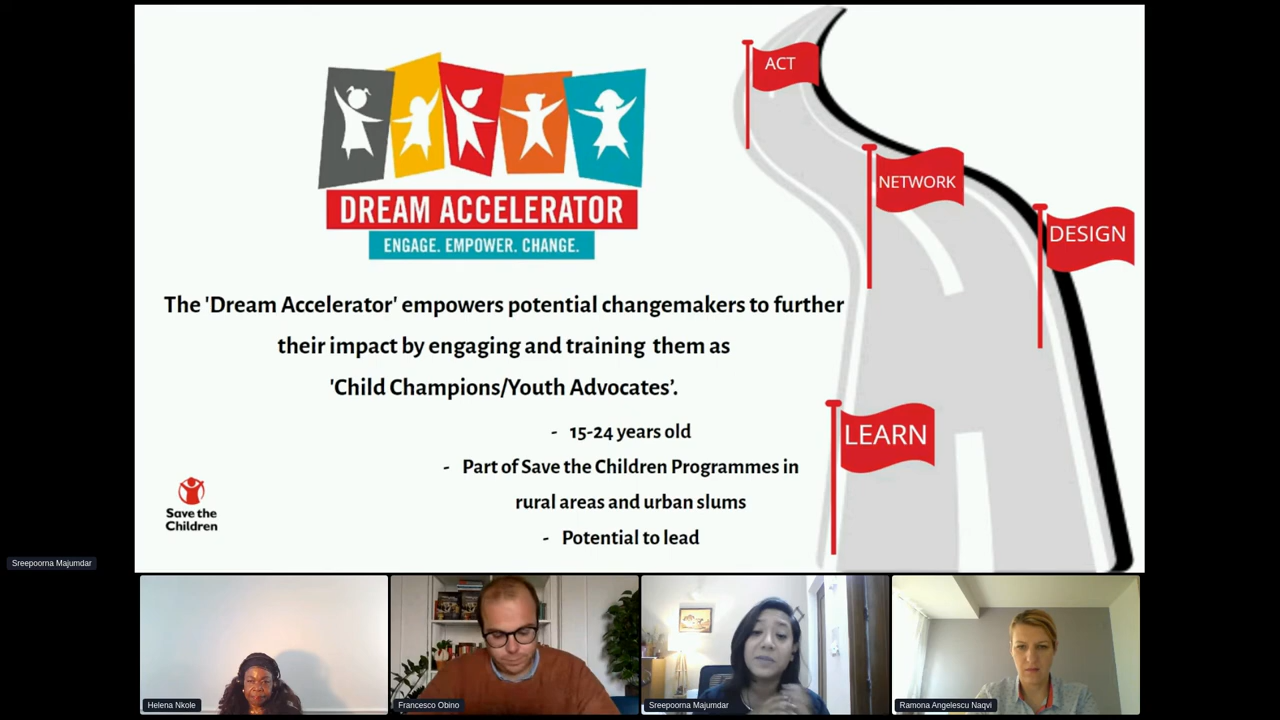 ACT
NETWORK
DESIGN
LEARN
DREAM ACCELERATOR
ENGAGE. EMPOWER. CHANGE.
The 'Dream Accelerator' empowers potential changemakers to further
their impact by engaging and training them as
'Child Champions/Youth Advocates’.
- 15-24 years old
- Part of Save the Children Programmes in
rural areas and urban slums
- Potential to lead
Save the
Children
Sreepoorna Majumdar
Helena Nkole
Francesco Obino
Sreepoorna Majumdar
Ramona Angelescu Naqvi